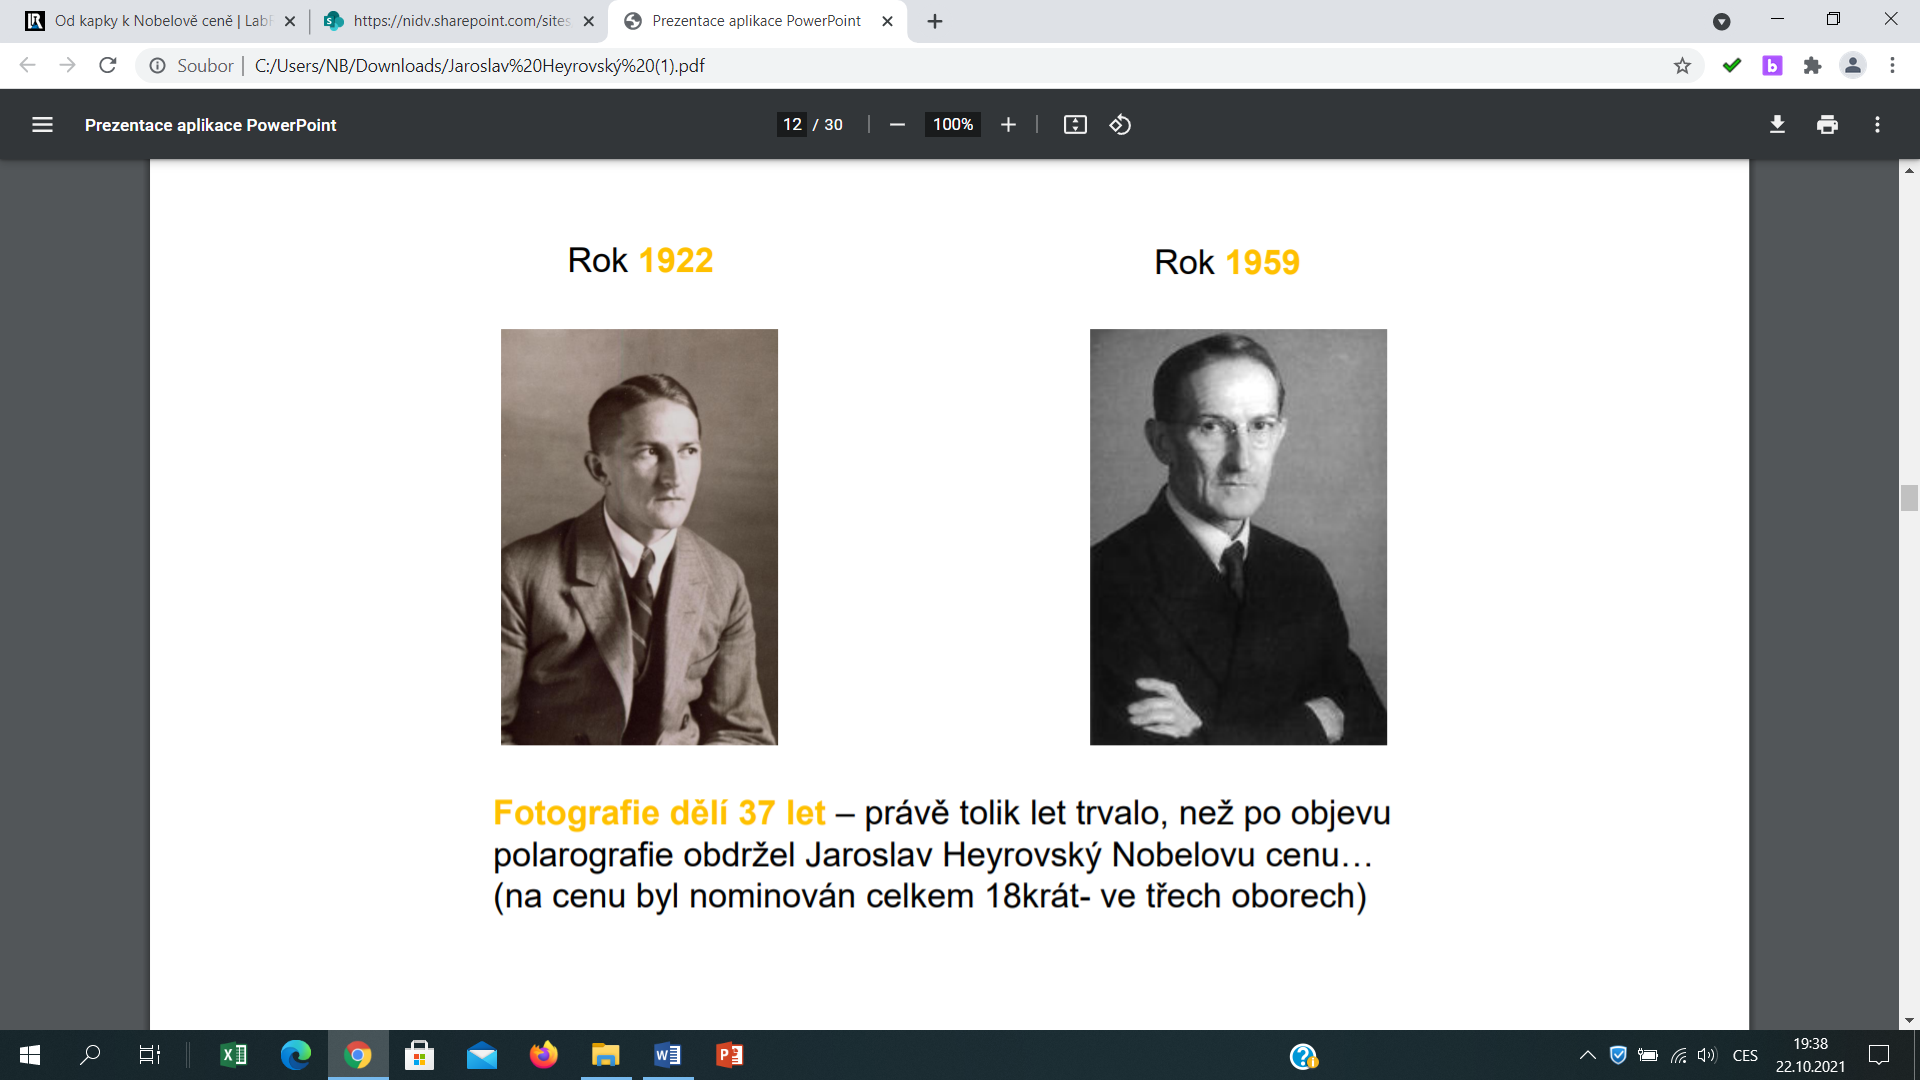 Od kapky k Nobelově ceně | LabR
https://nidv.sharepoint.com/sites
Prezentace aplikace PowerPoint
Soubor
C:/Users/NB/Downloads/Jaroslav%20Heyrovský%20(1).pdf
Prezentace aplikace PowerPoint
12 / 30
100%
Rok 1922
Rok 1959
Fotografie dělí 37 let – právě tolik let trvalo, než po objevu
polarografie obdržel Jaroslav Heyrovský Nobelovu cenu…
(na cenu byl nominován celkem 18krát- ve třech oborech)
CES
19:38
22.10.2021